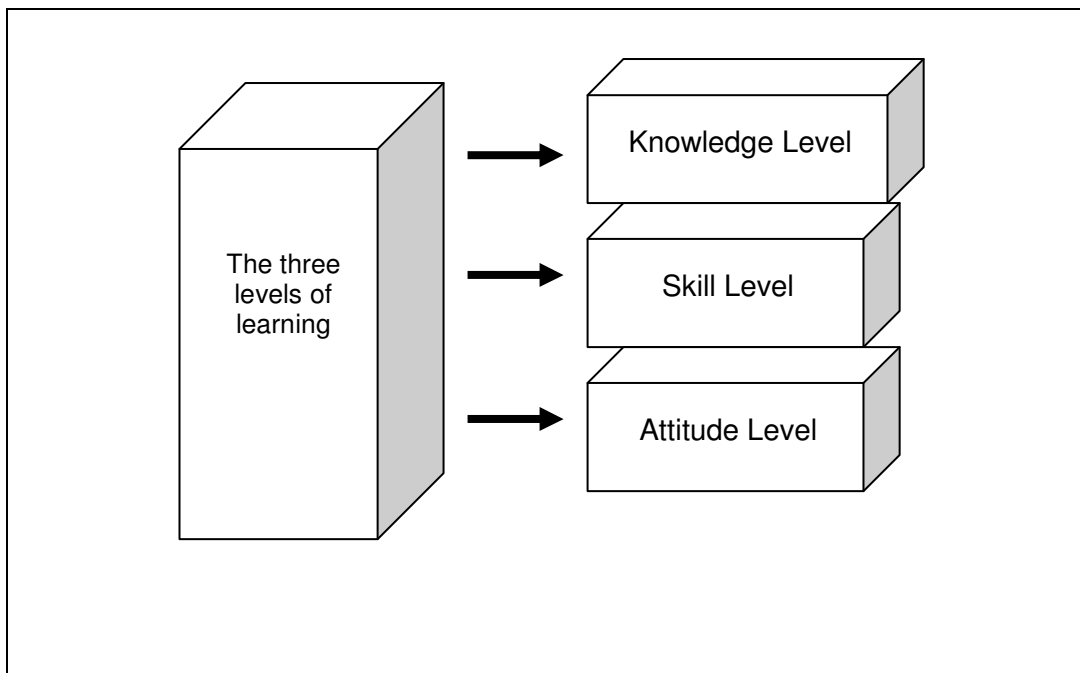 The three
levels of
learning
Knowledge Level
Skill Level
Attitude Level